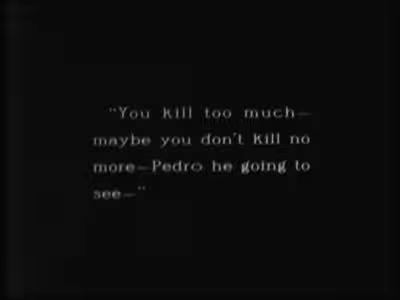 "You kill too much—
maybe you don't kill no
more—Pedro he going to
see—"